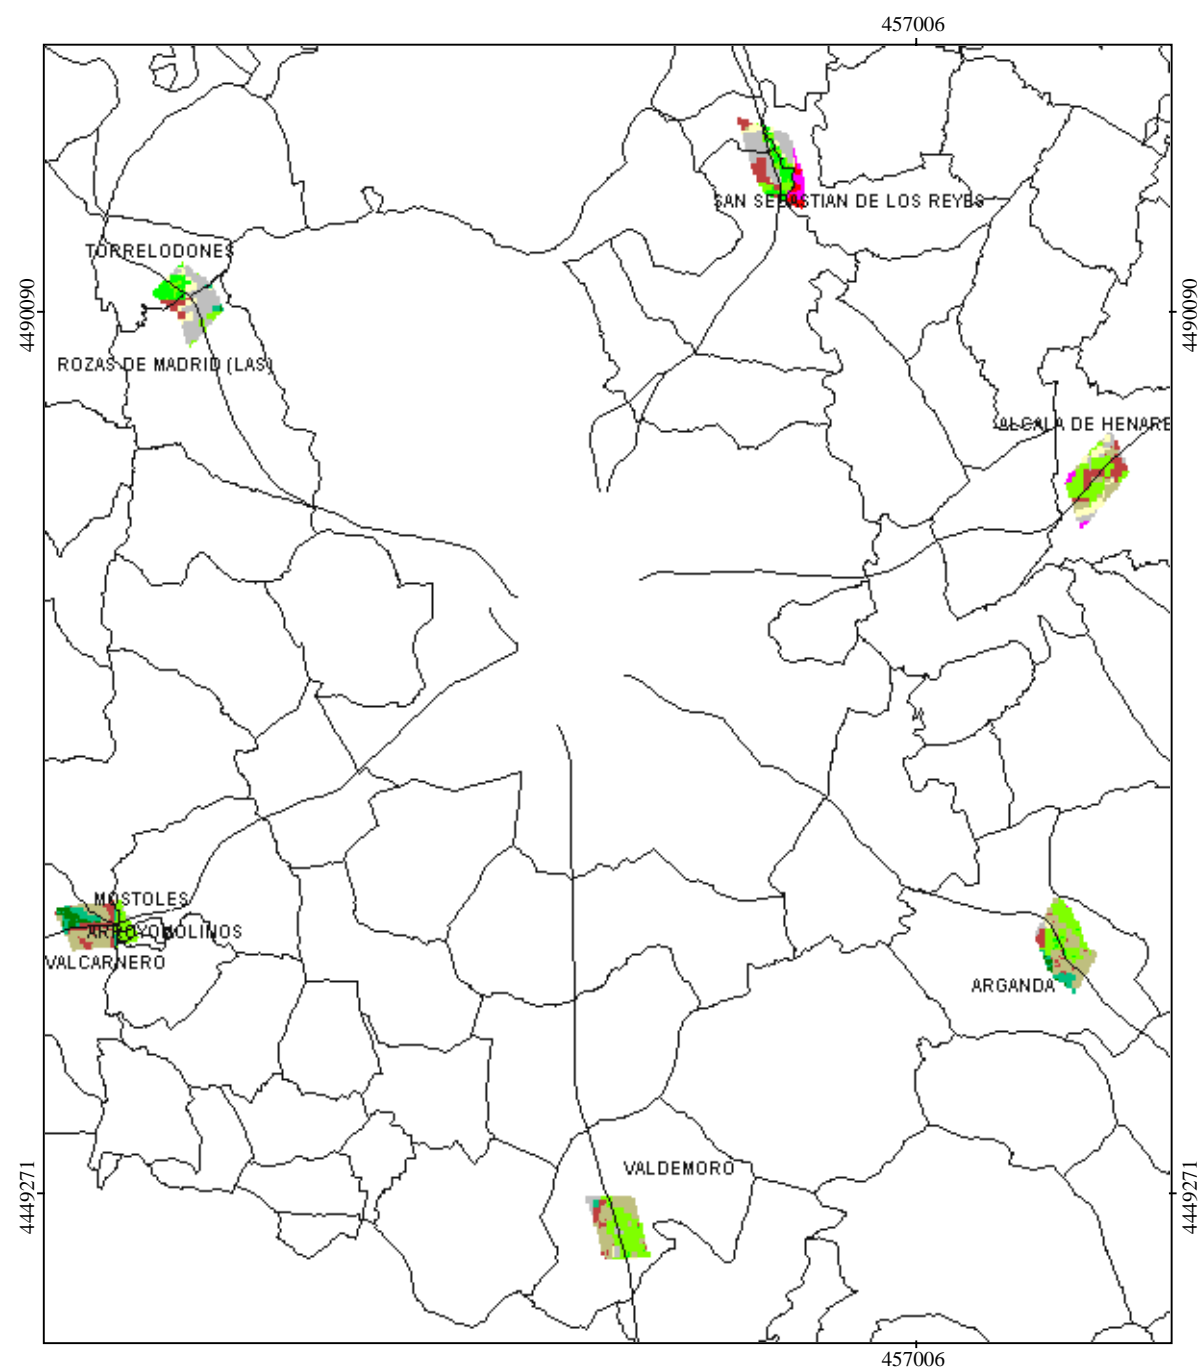 457006
SAN SEBASTIAN DE LOS REYES
TORRELODONES
4490090
4490090
ROZAS DE MADRID (LAS)
ALCALA DE HENARE
MOSTOLES
ARROYOMOLINOS
VALCARNERO
ARGANDA
VALDEMORO
4449271
4449271
457006